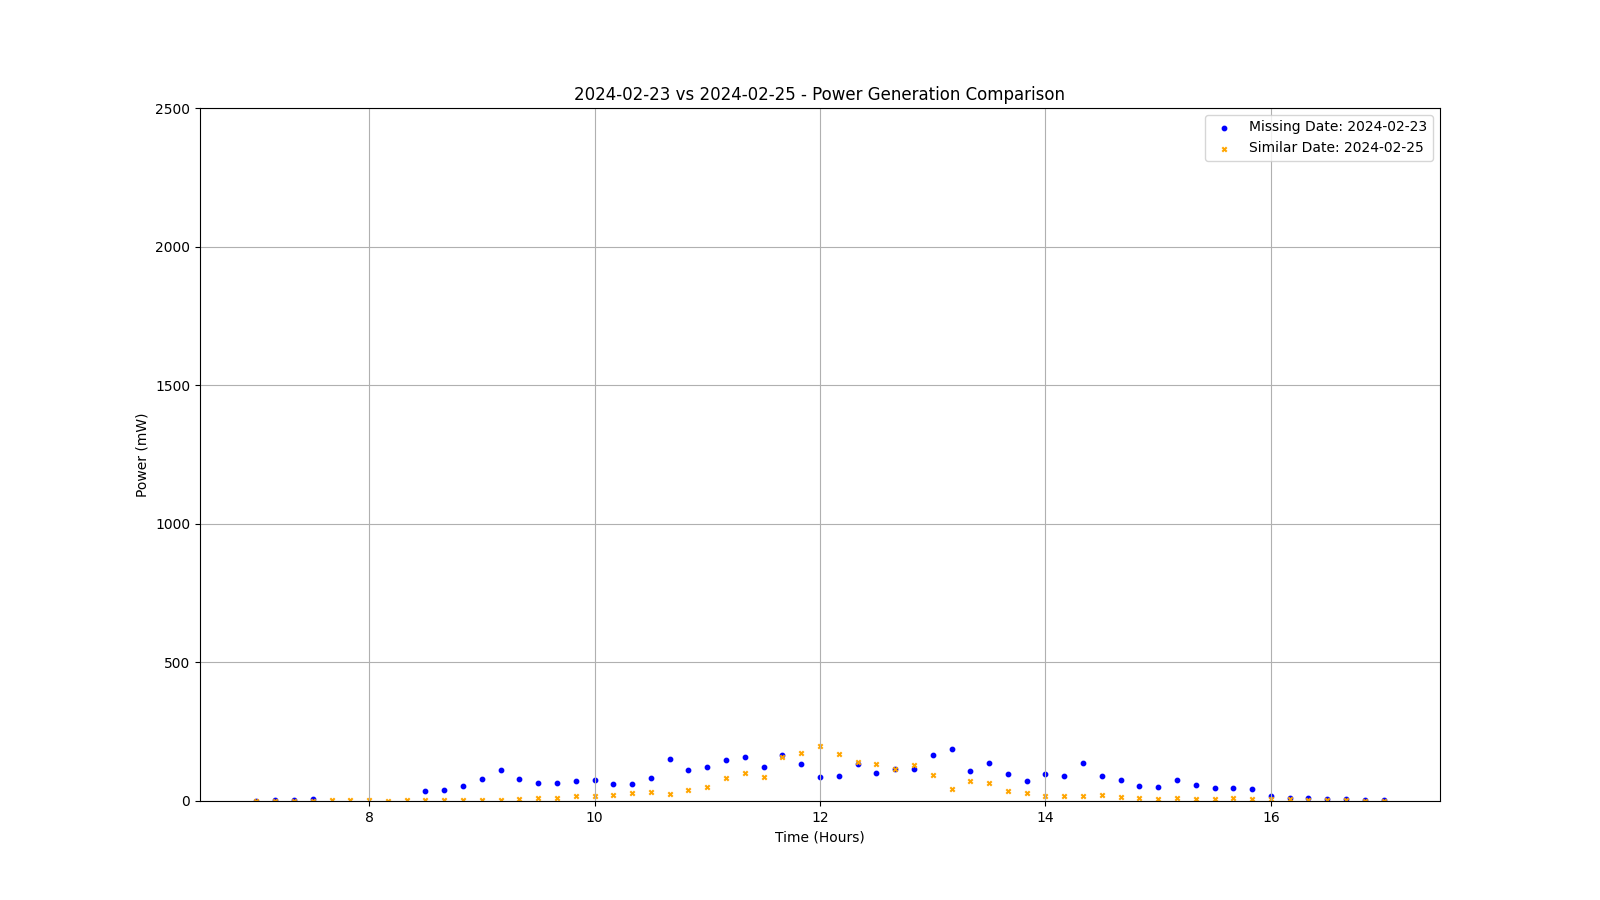 2024-02-23 vs 2024-02-25 - Power Generation Comparison
Missing Date: 2024-02-23
Similar Date: 2024-02-25
2500
2000
1500
1000
500
0
Power (mW)
8 10 12 14 16
Time (Hours)